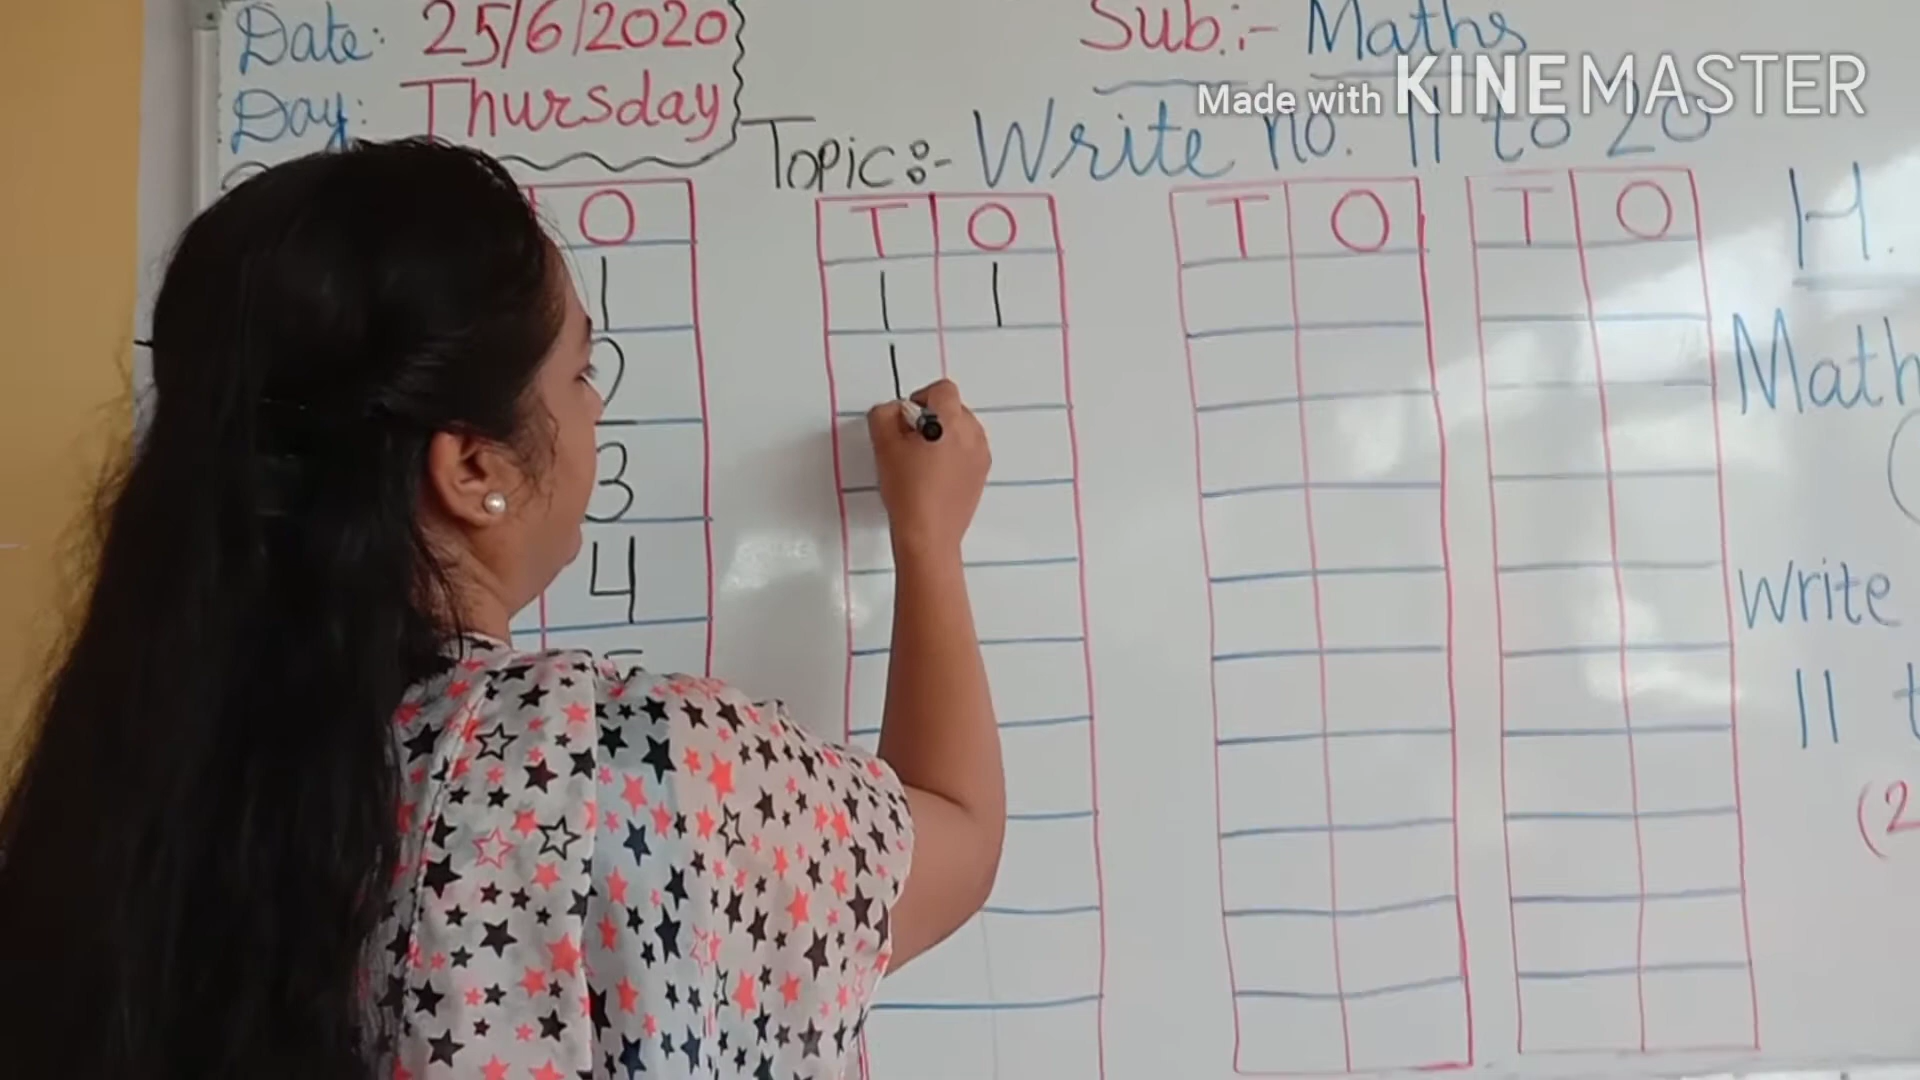 Date: 25/6/2020
Day: Thursday
Sub.:- Maths
Made with KINEMASTER
Topic:- Write no. 11 to 20
O
1
2
3
4
T O
1 1
1
T O
T O
H.
Math
Write
11 t
(2